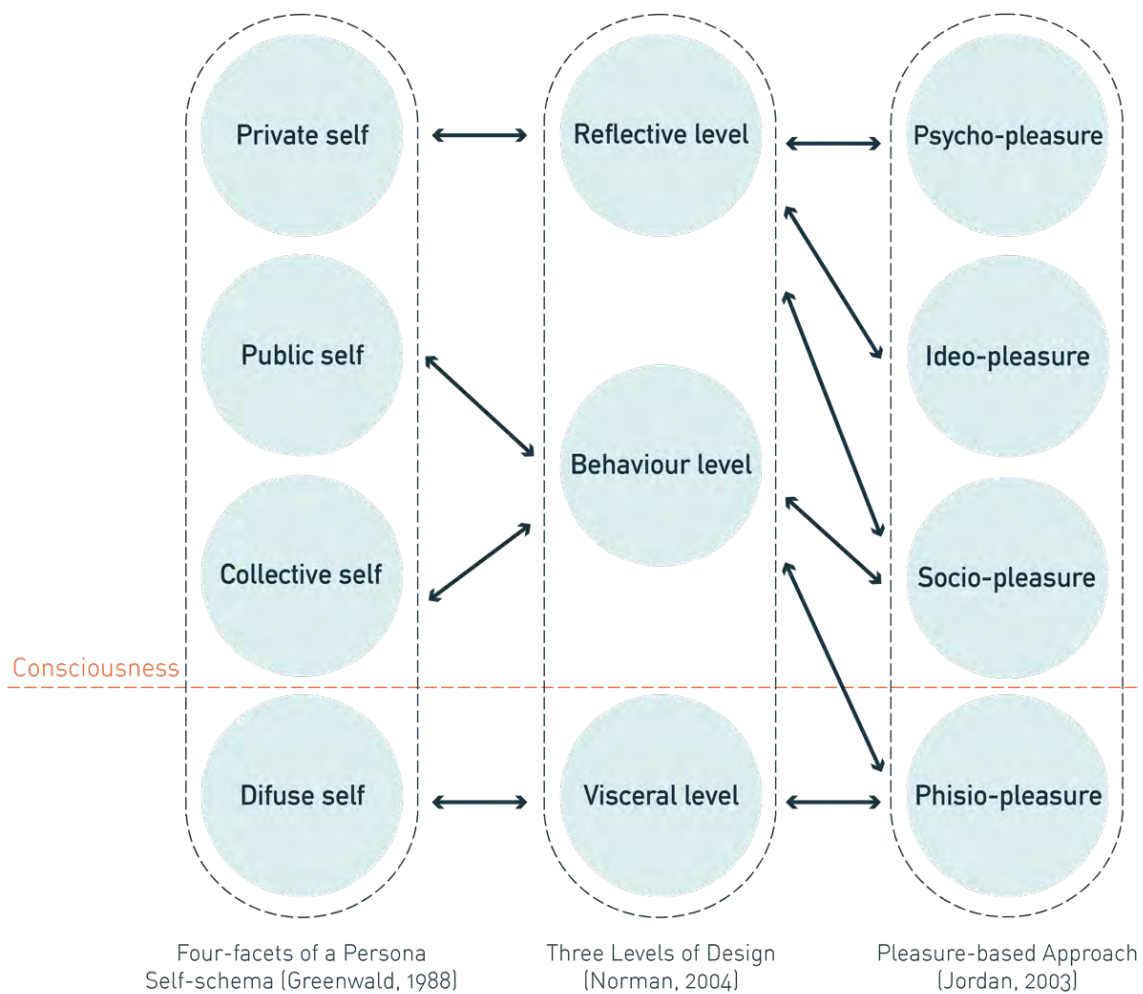 Private self
Reflective level
Psycho-pleasure
Public self
Ideo-pleasure
Behaviour level
Collective self
Socio-pleasure
Consciousness
Difuse self
Visceral level
Phisio-pleasure
Four-facets of a Persona
Self-schema (Greenwald, 1988)
Three Levels of Design
(Norman, 2004)
Pleasure-based Approach
(Jordan, 2003)